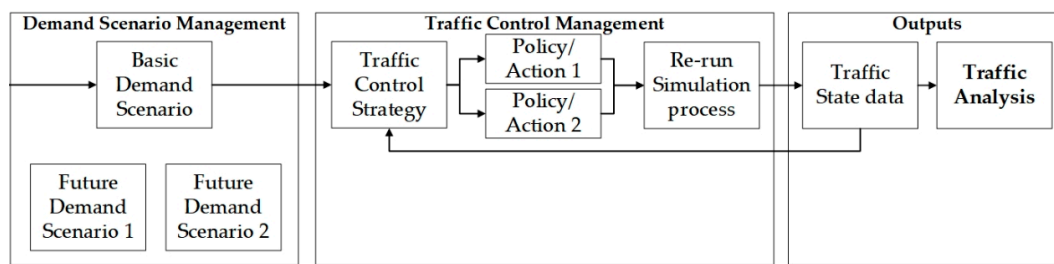 Demand Scenario Management
Basic
Demand
Scenario
Future
Demand
Scenario 1
Future
Demand
Scenario 2
Traffic Control Management
Traffic
Control
Strategy
Policy/
Action 1
Policy/
Action 2
Re-run
Simulation
process
Outputs
Traffic
State data
Traffic
Analysis